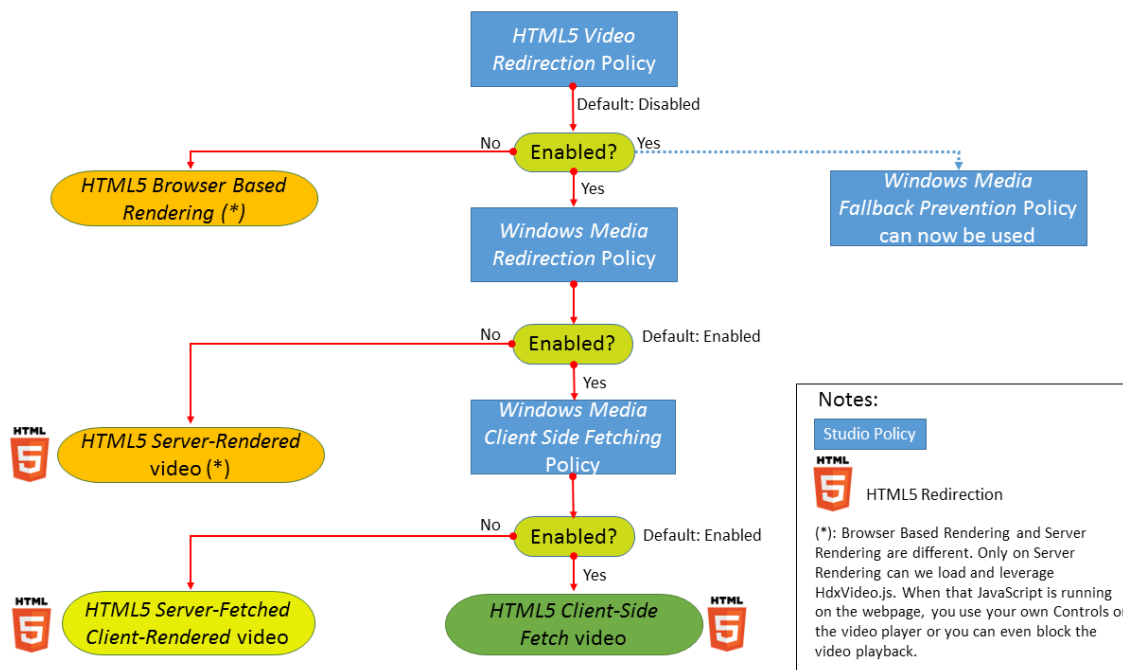 HTML5 Video
Redirection Policy
Default: Disabled
No
Enabled?
Yes
Yes
HTML5 Browser Based
Rendering (*)
Windows Media
Fallback Prevention Policy
can now be used
Windows Media
Redirection Policy
No
Enabled?
Default: Enabled
Yes
Windows Media
Client Side Fetching
Policy
HTML
5
HTML5 Server-Rendered
video (*)
No
Enabled?
Default: Enabled
Yes
HTML
5
HTML5 Server-Fetched
Client-Rendered video
HTML5 Client-Side
Fetch video
HTML
5
Notes:
Studio Policy
HTML
5
HTML5 Redirection
(*): Browser Based Rendering and Server
Rendering are different. Only on Server
Rendering can we load and leverage
HdxVideo.js. When that JavaScript is running
on the webpage, you use your own Controls on
the video player or you can even block the
video playback.